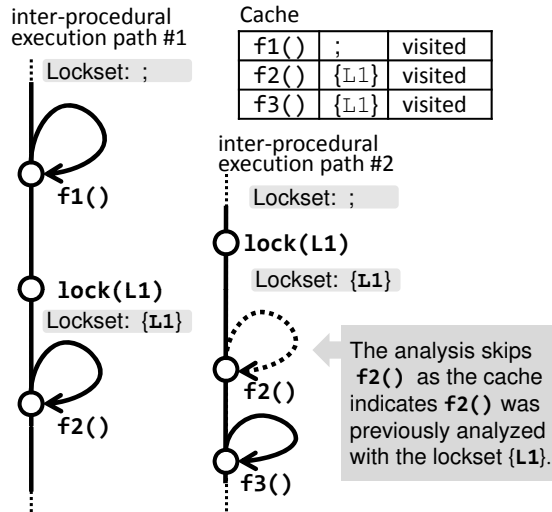 inter-procedural
execution path #1
Lockset: ;
f1()
lock(L1)
Lockset: {L1}
f2()
Cache
f1() ; visited
f2() {L1} visited
f3() {L1} visited
inter-procedural
execution path #2
Lockset: ;
lock(L1)
Lockset: {L1}
f2()
f3()
The analysis skips
f2() as the cache
indicates f2() was
previously analyzed
with the lockset {L1}.